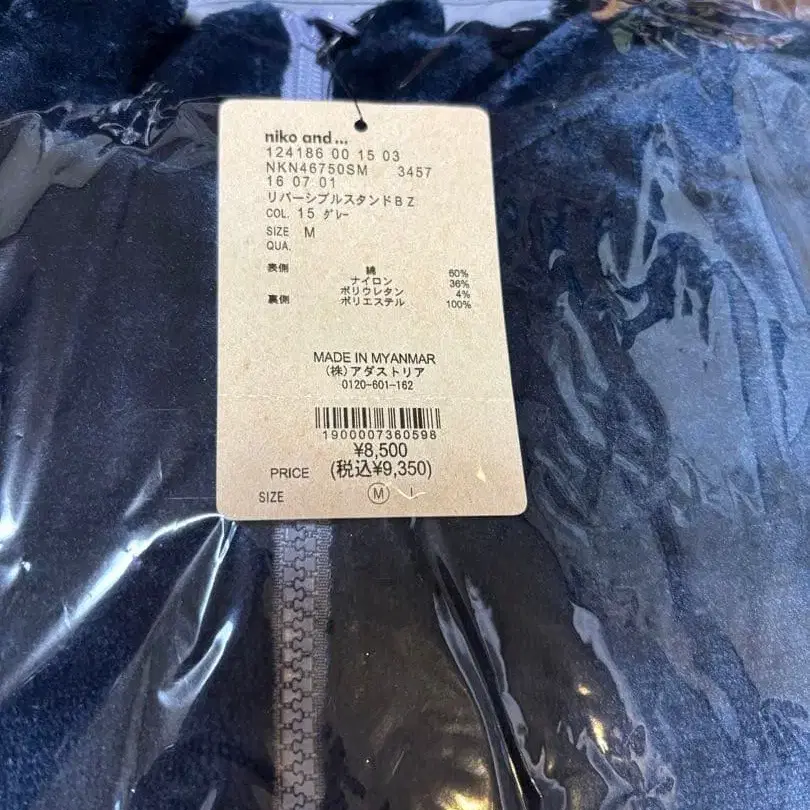 niko and ...
124186 00 15 03
NKN46750SM 3457
16 07 01
リバーシブルスタンドBZ
COL. 15 グレー
SIZE M
QUA.
表側 綿 60%
ナイロン 36%
ポリウレタン 4%
裏側 ポリエステル 100%
MADE IN MYANMAR
(株)アダストリア
0120-601-162
1900007360598
¥8,500
PRICE (税込¥9,350)
SIZE M